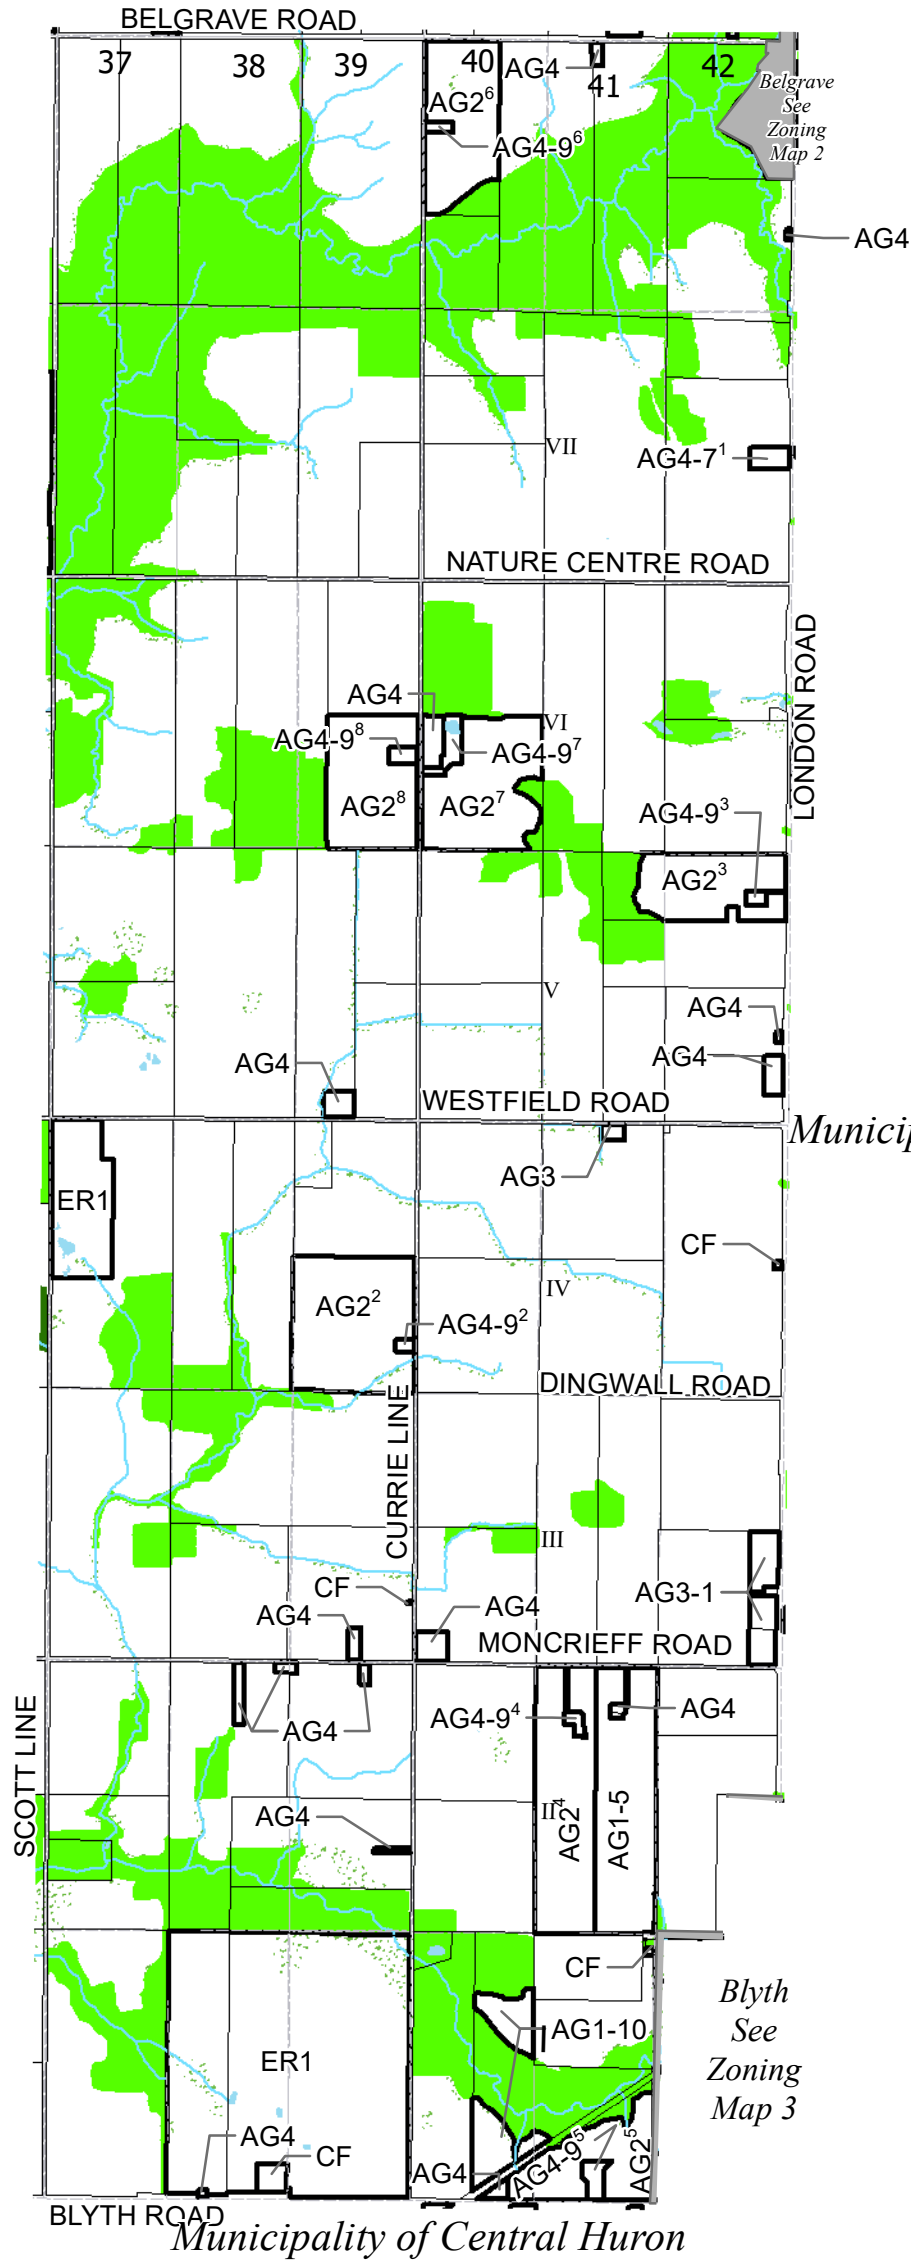 BELGRAVE ROAD
37
38
39
40
41
42
AG4
Belgrave
See
Zoning
Map 2
AG2⁶
AG4-9⁶
AG4
VII
AG4-7¹
NATURE CENTRE ROAD
LONDON ROAD
AG4
VI
AG4-9⁸
AG4-9⁷
AG2⁸
AG2⁷
AG4-9³
AG2³
V
AG4
AG4
AG4
WESTFIELD ROAD
Municip
AG3
ER1
CF
IV
AG2²
AG4-9²
DINGWALL ROAD
CURRIE LINE
III
CF
AG3-1
AG4
AG4
MONCRIEFF ROAD
SCOTT LINE
AG4
AG4-9⁴
AG4
II
AG2⁴
AG1-5
AG4
CF
Blyth
See
Zoning
Map 3
AG1-10
ER1
AG4
CF
AG4
AG4-9⁵
AG2⁵
BLYTH ROAD
Municipality of Central Huron